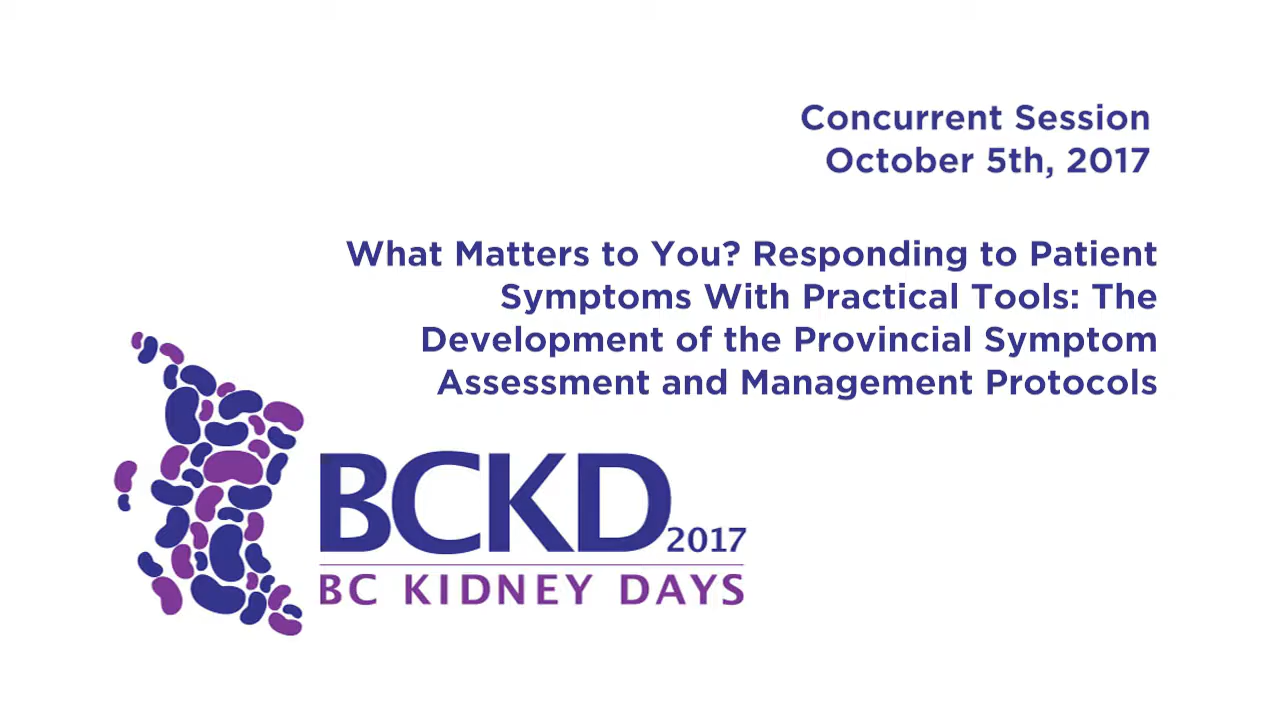 Concurrent Session
October 5th, 2017
What Matters to You? Responding to Patient
Symptoms With Practical Tools: The
Development of the Provincial Symptom
Assessment and Management Protocols
BCKD 2017
BC KIDNEY DAYS